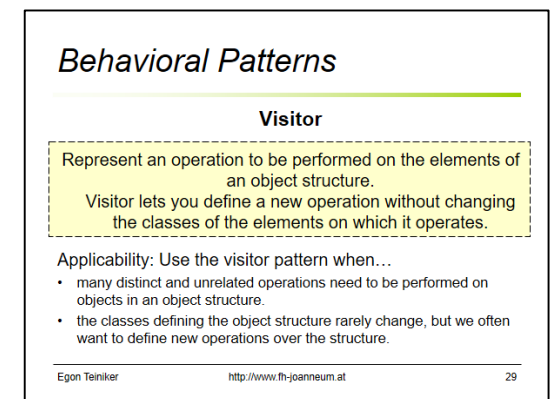 Behavioral Patterns
Visitor
Represent an operation to be performed on the elements of
an object structure.
Visitor lets you define a new operation without changing
the classes of the elements on which it operates.
Applicability: Use the visitor pattern when…
• many distinct and unrelated operations need to be performed on
objects in an object structure.
• the classes defining the object structure rarely change, but we often
want to define new operations over the structure.
Egon Teiniker http://www.fh-joanneum.at 29